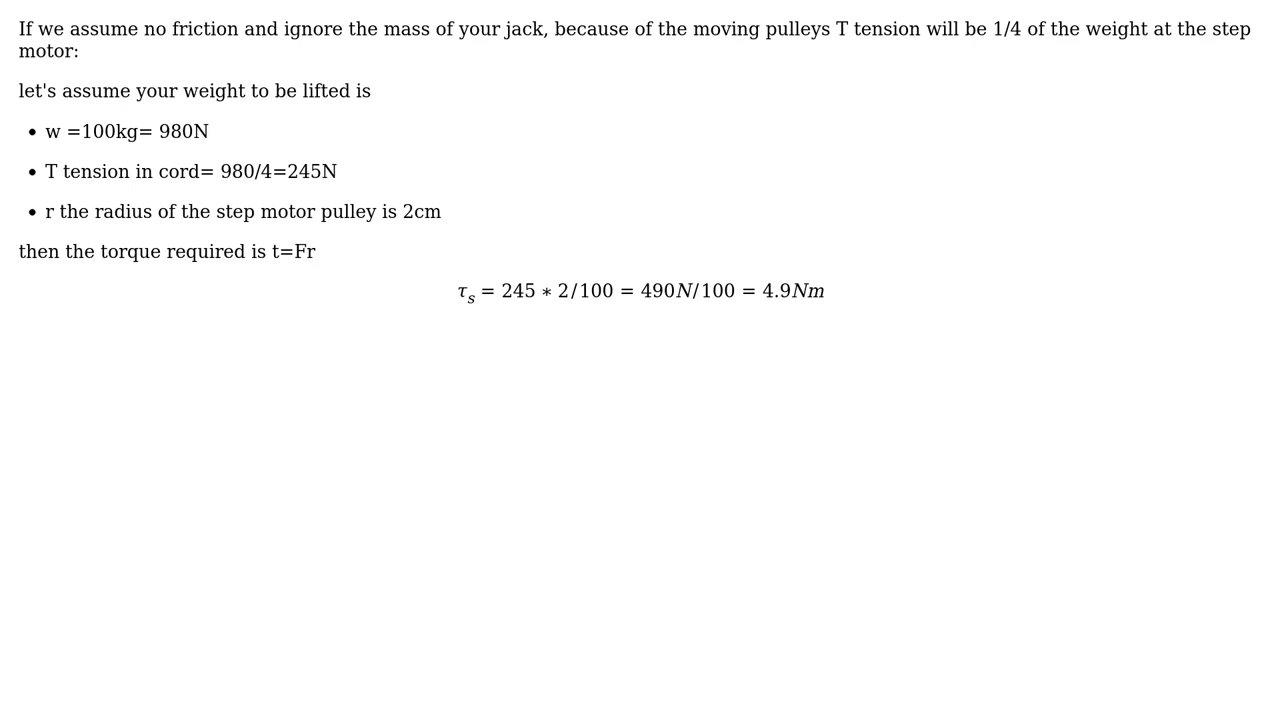 If we assume no friction and ignore the mass of your jack, because of the moving pulleys T tension will be 1/4 of the weight at the step
motor:
let's assume your weight to be lifted is
• w =100kg= 980N
• T tension in cord= 980/4=245N
• r the radius of the step motor pulley is 2cm
then the torque required is t=Fr
τₛ = 245 ∗ 2/100 = 490N/100 = 4.9Nm